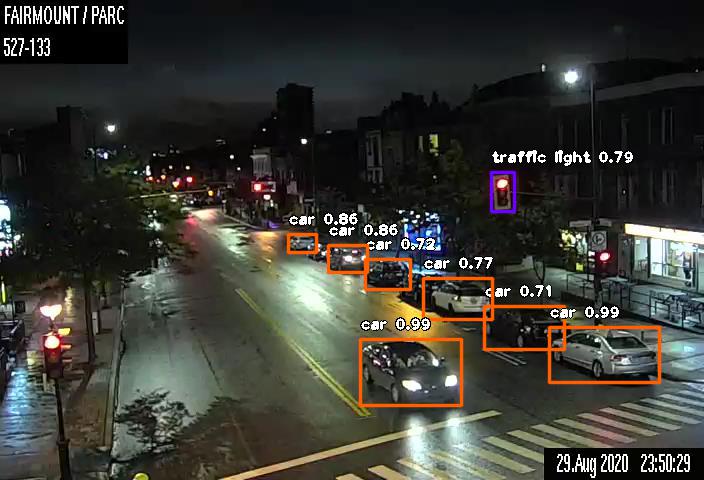 FAIRMOUNT / PARC
527-133
traffic light 0.79
car 0.86
car 0.86
car 0.72
car 0.77
car 0.71
car 0.99
car 0.99
29.Aug 2020 23:50:29